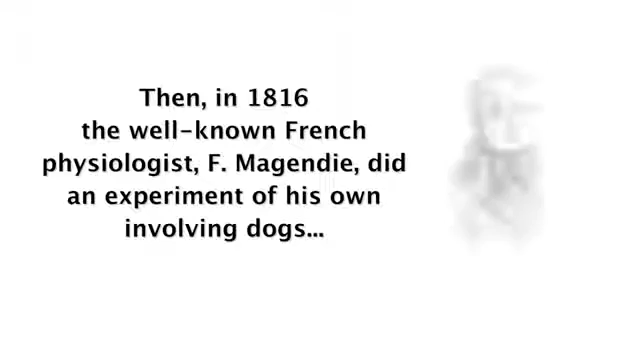 Then, in 1816
the well-known French
physiologist, F. Magendie, did
an experiment of his own
involving dogs...